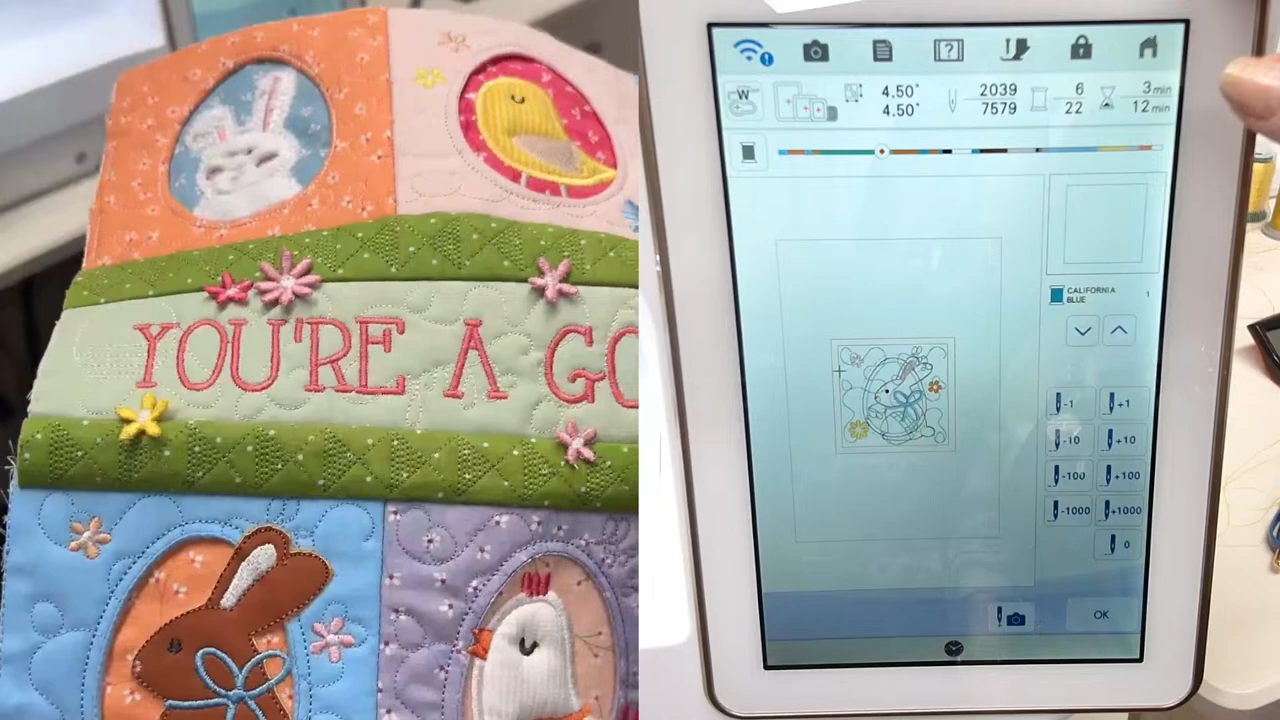 YOU'RE A GO
W
4.50"
4.50"
2039
7579
6
22
3 min
12 min
CALIFORNIA
BLUE
1
-1
+1
-10
+10
-100
+100
-1000
+1000
0
OK